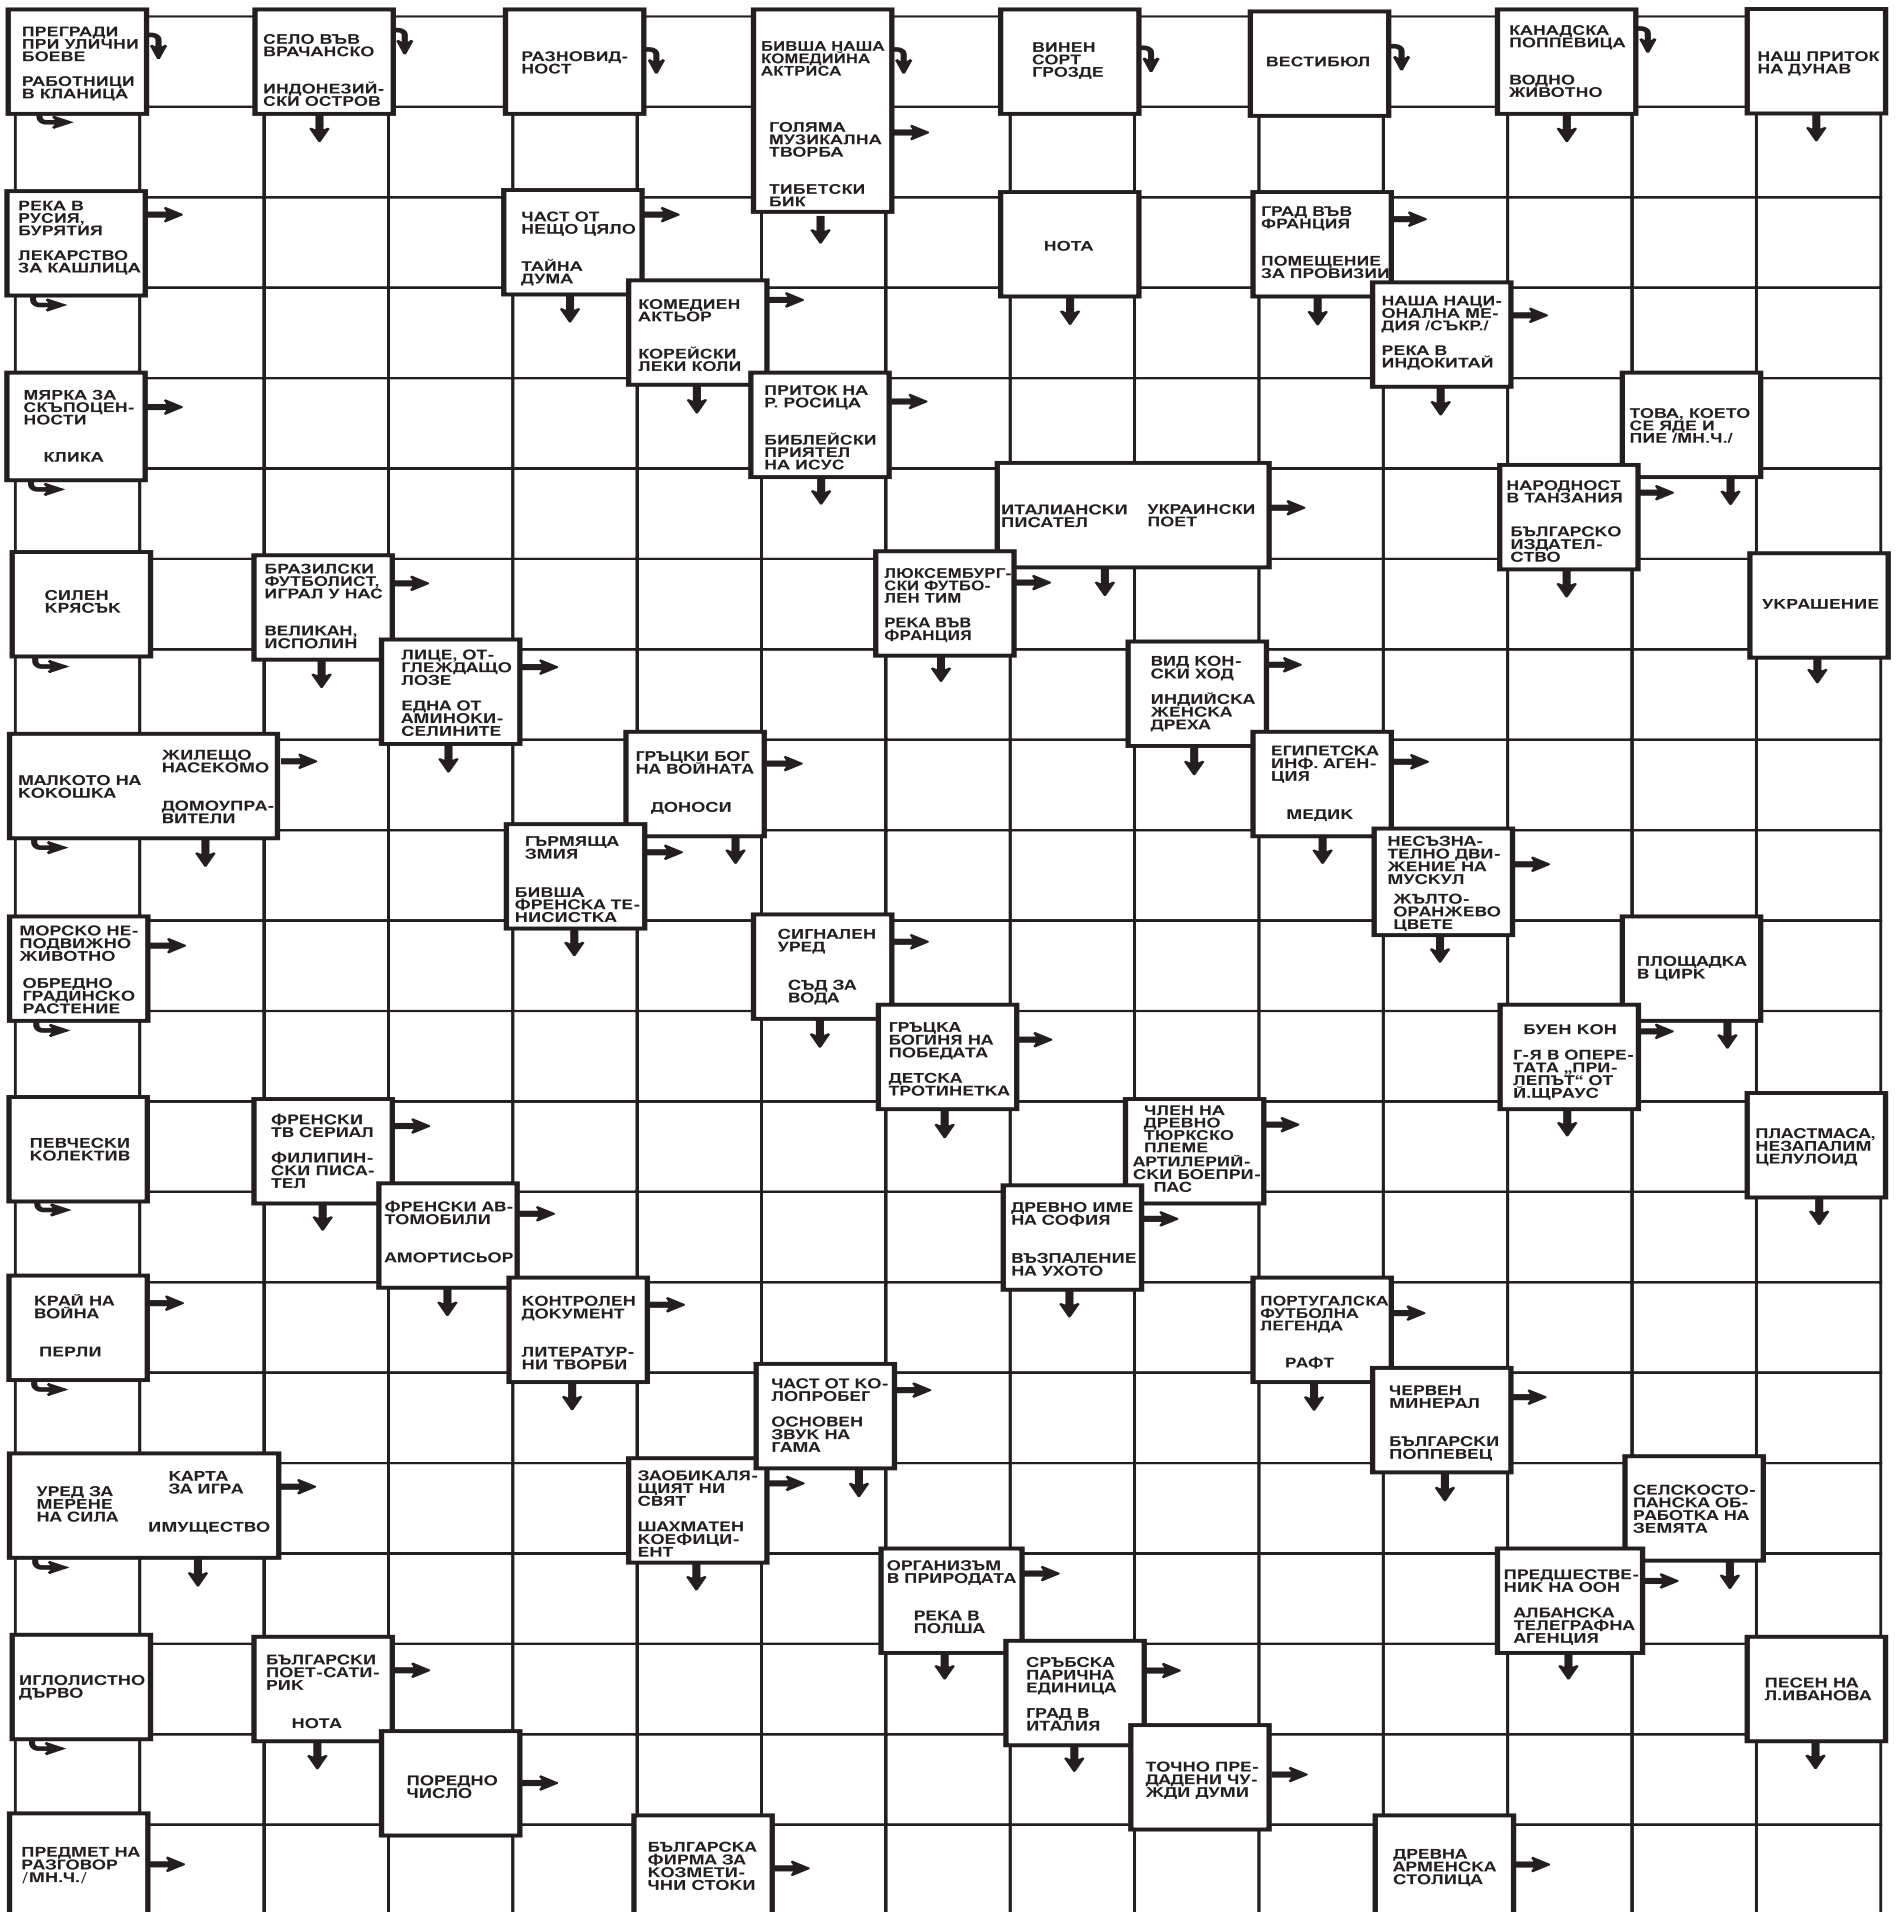 ПРЕГРАДИ
ПРИ УЛИЧНИ
БОЕВЕ
РАБОТНИЦИ
В КЛАНИЦА
СЕЛО ВЪВ
ВРАЧАНСКО
ИНДОНЕЗИЙ-
СКИ ОСТРОВ
РАЗНОВИД-
НОСТ
БИВША НАША
КОМЕДИЙНА
АКТРИСА
ГОЛЯМА
МУЗИКАЛНА
ТВОРБА
ТИБЕТСКИ
БИК
ВИНЕН
СОРТ
ГРОЗДЕ
ВЕСТИБЮЛ
КАНАДСКА
ПОППЕВИЦА
ВОДНО
ЖИВОТНО
НАШ ПРИТОК
НА ДУНАВ
РЕКА В
РУСИЯ,
БУРЯТИЯ
ЛЕКАРСТВО
ЗА КАШЛИЦА
ЧАСТ ОТ
НЕЩО ЦЯЛО
ТАЙНА
ДУМА
НОТА
ГРАД ВЪВ
ФРАНЦИЯ
ПОМЕЩЕНИЕ
ЗА ПРОВИЗИИ
КОМЕДИЕН
АКТЬОР
КОРЕЙСКИ
ЛЕКИ КОЛИ
НАША НАЦИ-
ОНАЛНА МЕ-
ДИЯ /СЪКР./
РЕКА В
ИНДОКИТАЙ
МЯРКА ЗА
СКЪПОЦЕН-
НОСТИ
КЛИКА
ПРИТОК НА
Р. РОСИЦА
БИБЛЕЙСКИ
ПРИЯТЕЛ
НА ИСУС
ТОВА, КОЕТО
СЕ ЯДЕ И
ПИЕ /МН.Ч./
ИТАЛИАНСКИ
ПИСАТЕЛ
УКРАИНСКИ
ПОЕТ
НАРОДНОСТ
В ТАНЗАНИЯ
БЪЛГАРСКО
ИЗДАТЕЛ-
СТВО
СИЛЕН
КРЯСЪК
БРАЗИЛСКИ
ФУТБОЛИСТ,
ИГРАЛ У НАС
ВЕЛИКАН,
ИСПОЛИН
ЛЮКСЕМБУРГ-
СКИ ФУТБО-
ЛЕН ТИМ
РЕКА ВЪВ
ФРАНЦИЯ
УКРАШЕНИЕ
ЛИЦЕ, ОТ-
ГЛЕЖДАЩО
ЛОЗЕ
ЕДНА ОТ
АМИНОКИ-
СЕЛИНИТЕ
ВИД КОН-
СКИ ХОД
ИНДИЙСКА
ЖЕНСКА
ДРЕХА
МАЛКОТО НА
КОКОШКА
ЖИЛЕЩО
НАСЕКОМО
ДОМОУПРА-
ВИТЕЛИ
ГРЪЦКИ БОГ
НА ВОЙНАТА
ДОНОСИ
ЕГИПЕТСКА
ИНФ. АГЕН-
ЦИЯ
МЕДИК
ГЪРМЯЩА
ЗМИЯ
БИВША
ФРЕНСКА ТЕ-
НИСИСТКА
НЕСЪЗНА-
ТЕЛНО ДВИ-
ЖЕНИЕ НА
МУСКУЛ
ЖЪЛТО-
ОРАНЖЕВО
ЦВЕТЕ
МОРСКО НЕ-
ПОДВИЖНО
ЖИВОТНО
ОБРЕДНО
ГРАДИНСКО
РАСТЕНИЕ
СИГНАЛЕН
УРЕД
СЪД ЗА
ВОДА
ПЛОЩАДКА
В ЦИРК
ГРЪЦКА
БОГИНЯ НА
ПОБЕДАТА
ДЕТСКА
ТРОТИНЕТКА
БУЕН КОН
Г-Я В ОПЕРЕ-
ТАТА „ПРИ-
ЛЕПЪТ“ ОТ
Й.ЩРАУС
ПЕВЧЕСКИ
КОЛЕКТИВ
ФРЕНСКИ
ТВ СЕРИАЛ
ФИЛИПИН-
СКИ ПИСА-
ТЕЛ
ЧЛЕН НА
ДРЕВНО
ТЮРКСКО
ПЛЕМЕ
АРТИЛЕРИЙ-
СКИ БОЕПРИ-
ПАС
ПЛАСТМАСА,
НЕЗАПАЛИМ
ЦЕЛУЛОИД
ФРЕНСКИ АВ-
ТОМОБИЛИ
АМОРТИСЬОР
ДРЕВНО ИМЕ
НА СОФИЯ
ВЪЗПАЛЕНИЕ
НА УХОТО
КРАЙ НА
ВОЙНА
ПЕРЛИ
КОНТРОЛЕН
ДОКУМЕНТ
ЛИТЕРАТУР-
НИ ТВОРБИ
ПОРТУГАЛСКА
ФУТБОЛНА
ЛЕГЕНДА
РАФТ
ЧАСТ ОТ КО-
ЛОПРОБЕГ
ОСНОВЕН
ЗВУК НА
ГАМА
ЧЕРВЕН
МИНЕРАЛ
БЪЛГАРСКИ
ПОППЕВЕЦ
УРЕД ЗА
МЕРЕНЕ
НА СИЛА
КАРТА
ЗА ИГРА
ИМУЩЕСТВО
ЗАОБИКАЛЯ-
ЩИЯТ НИ
СВЯТ
ШАХМАТЕН
КОЕФИЦИ-
ЕНТ
СЕЛСКОСТО-
ПАНСКА ОБ-
РАБОТКА НА
ЗЕМЯТА
ОРГАНИЗЪМ
В ПРИРОДАТА
РЕКА В
ПОЛША
ПРЕДШЕСТВЕ-
НИК НА ООН
АЛБАНСКА
ТЕЛЕГРАФНА
АГЕНЦИЯ
ИГЛОЛИСТНО
ДЪРВО
БЪЛГАРСКИ
ПОЕТ-САТИ-
РИК
НОТА
СРЪБСКА
ПАРИЧНА
ЕДИНИЦА
ГРАД В
ИТАЛИЯ
ПЕСЕН НА
Л.ИВАНОВА
ПОРЕДНО
ЧИСЛО
ТОЧНО ПРЕ-
ДАДЕНИ ЧУ-
ЖДИ ДУМИ
ПРЕДМЕТ НА
РАЗГОВОР
/МН.Ч./
БЪЛГАРСКА
ФИРМА ЗА
КОЗМЕТИ-
ЧНИ СТОКИ
ДРЕВНА
АРМЕНСКА
СТОЛИЦА